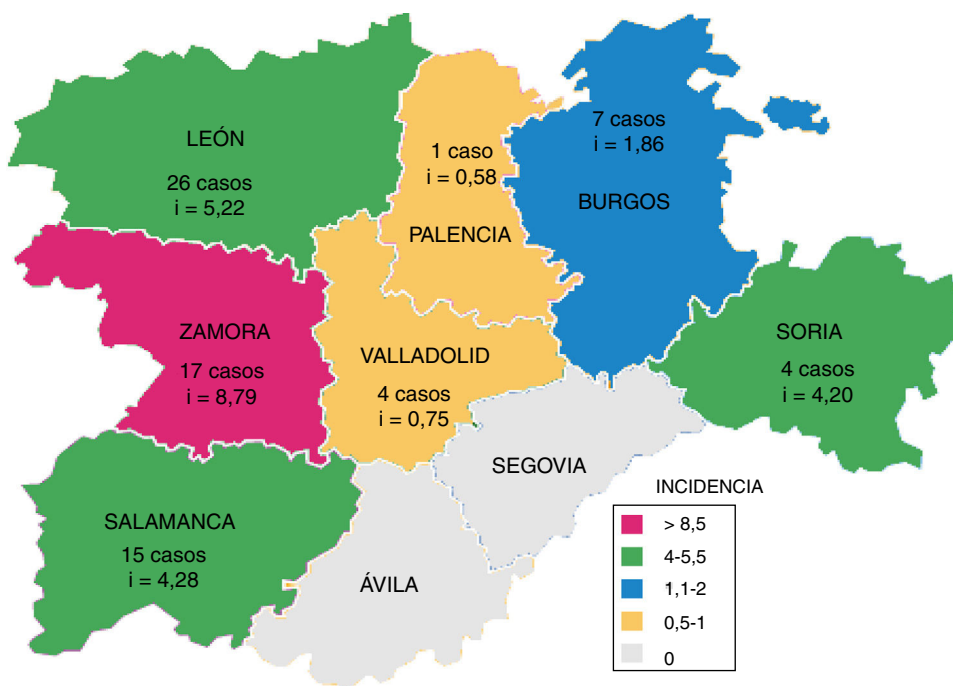 LEÓN
26 casos
i = 5,22
1 caso
i = 0,58
PALENCIA
7 casos
i = 1,86
BURGOS
ZAMORA
17 casos
i = 8,79
VALLADOLID
4 casos
i = 0,75
SORIA
4 casos
i = 4,20
SEGOVIA
SALAMANCA
15 casos
i = 4,28
ÁVILA
INCIDENCIA
> 8,5
4-5,5
1,1-2
0,5-1
0